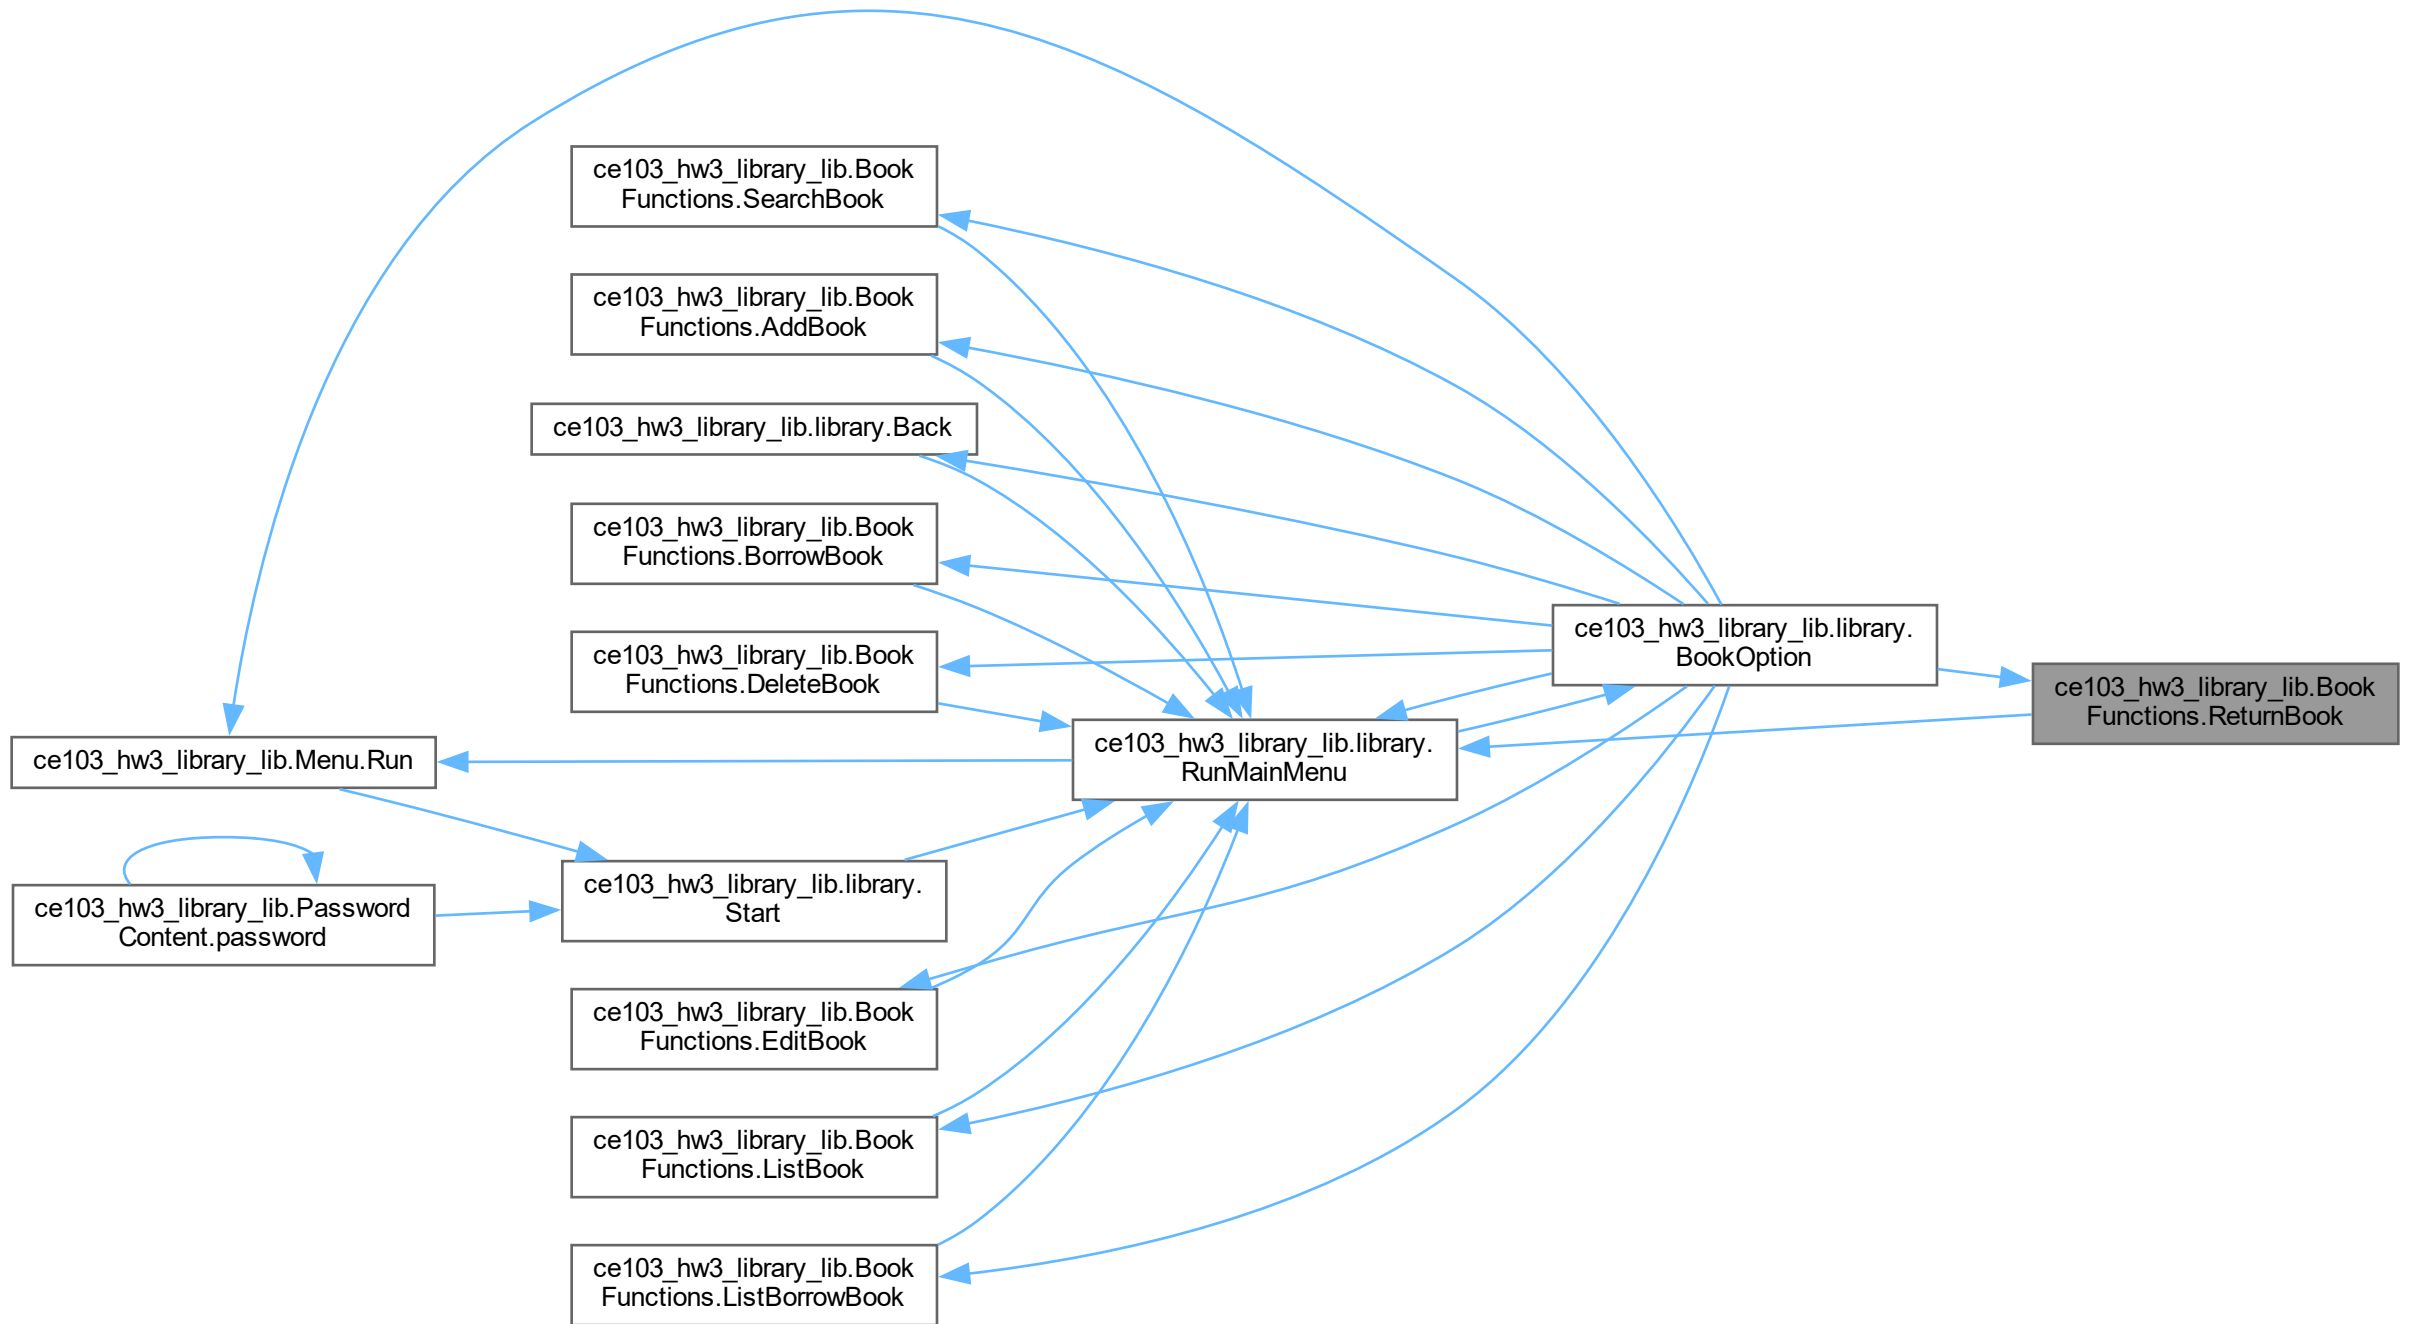 ce103_hw3_library_lib.Book
Functions.SearchBook
ce103_hw3_library_lib.Book
Functions.AddBook
ce103_hw3_library_lib.library.Back
ce103_hw3_library_lib.Book
Functions.BorrowBook
ce103_hw3_library_lib.Book
Functions.DeleteBook
ce103_hw3_library_lib.library.
BookOption
ce103_hw3_library_lib.Book
Functions.ReturnBook
ce103_hw3_library_lib.Menu.Run
ce103_hw3_library_lib.library.
RunMainMenu
ce103_hw3_library_lib.Password
Content.password
ce103_hw3_library_lib.library.
Start
ce103_hw3_library_lib.Book
Functions.EditBook
ce103_hw3_library_lib.Book
Functions.ListBook
ce103_hw3_library_lib.Book
Functions.ListBorrowBook